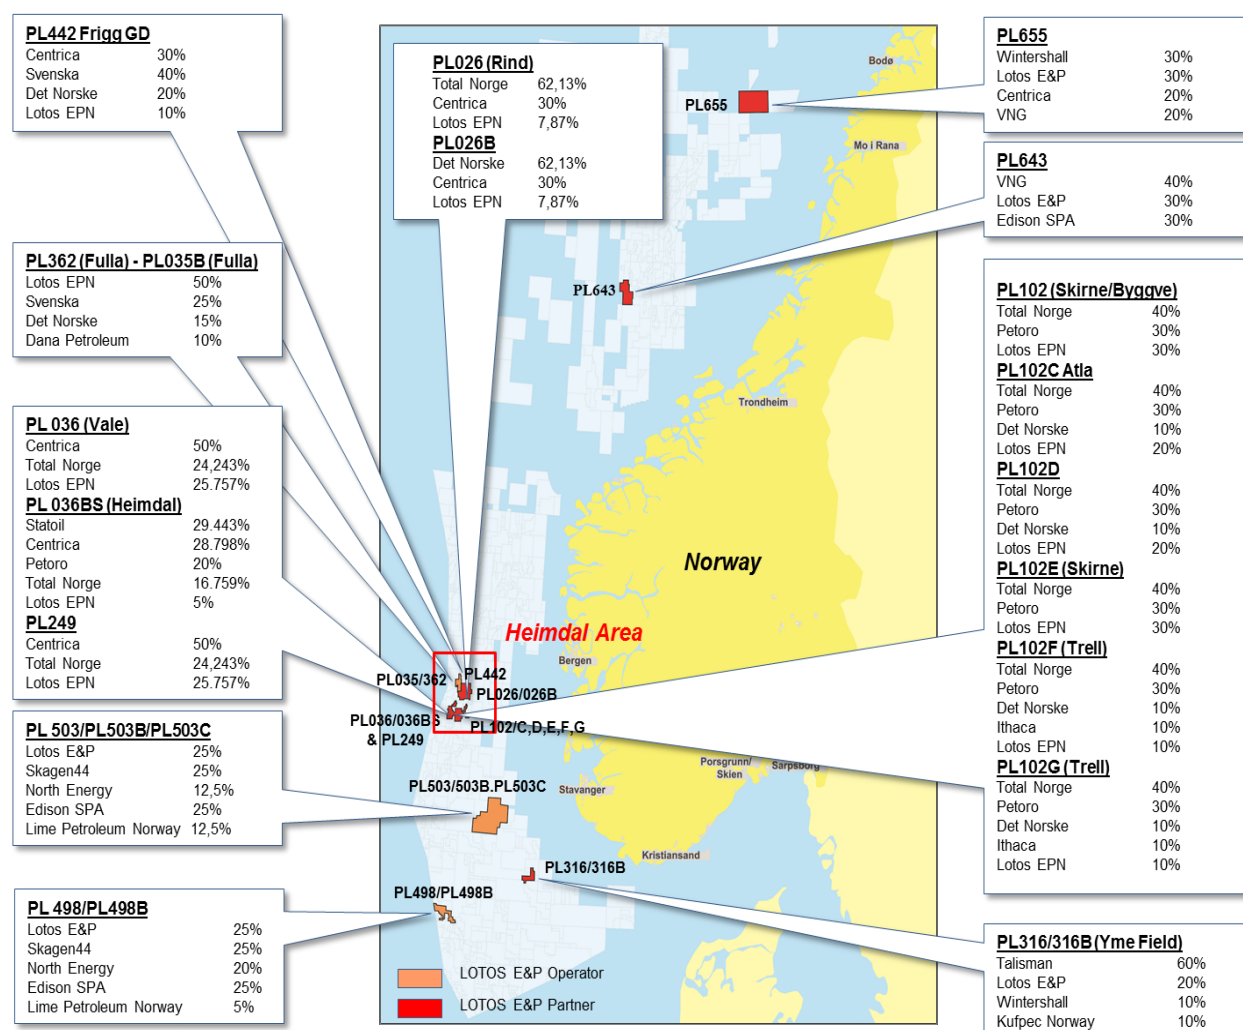 PL442 Frigg GD
Centrica 30%
Svenska 40%
Det Norske 20%
Lotos EPN 10%
PL362 (Fulla) - PL035B (Fulla)
Lotos EPN 50%
Svenska 25%
Det Norske 15%
Dana Petroleum 10%
PL 036 (Vale)
Centrica 50%
Total Norge 24,243%
Lotos EPN 25.757%
PL 036BS (Heimdal)
Statoil 29.443%
Centrica 28.798%
Petoro 20%
Total Norge 16.759%
Lotos EPN 5%
PL249
Centrica 50%
Total Norge 24,243%
Lotos EPN 25.757%
PL 503/PL503B/PL503C
Lotos E&P 25%
Skagen44 25%
North Energy 12,5%
Edison SPA 25%
Lime Petroleum Norway 12,5%
PL 498/PL498B
Lotos E&P 25%
Skagen44 25%
North Energy 20%
Edison SPA 25%
Lime Petroleum Norway 5%
PL026 (Rind)
Total Norge 62,13%
Centrica 30%
Lotos EPN 7,87%
PL026B
Det Norske 62,13%
Centrica 30%
Lotos EPN 7,87%
Bodø
PL655
Mo i Rana
PL643
Trondheim
Norway
Heimdal Area
Bergen
PL035/362
PL442
PL026/026B
PL036/036BS
& PL249
PL102/C,D,E,F,G
Porsgrunn/
Skien
Sarpsborg
PL503/503B.PL503C
Stavanger
Kristiansand
PL316/316B
PL498/PL498B
LOTOS E&P Operator
LOTOS E&P Partner
PL655
Wintershall 30%
Lotos E&P 30%
Centrica 20%
VNG 20%
PL643
VNG 40%
Lotos E&P 30%
Edison SPA 30%
PL102 (Skirne/Byggve)
Total Norge 40%
Petoro 30%
Lotos EPN 30%
PL102C Atla
Total Norge 40%
Petoro 30%
Det Norske 10%
Lotos EPN 20%
PL102D
Total Norge 40%
Petoro 30%
Det Norske 10%
Lotos EPN 20%
PL102E (Skirne)
Total Norge 40%
Petoro 30%
Lotos EPN 30%
PL102F (Trell)
Total Norge 40%
Petoro 30%
Det Norske 10%
Ithaca 10%
Lotos EPN 10%
PL102G (Trell)
Total Norge 40%
Petoro 30%
Det Norske 10%
Ithaca 10%
Lotos EPN 10%
PL316/316B (Yme Field)
Talisman 60%
Lotos E&P 20%
Wintershall 10%
Kufpec Norway 10%